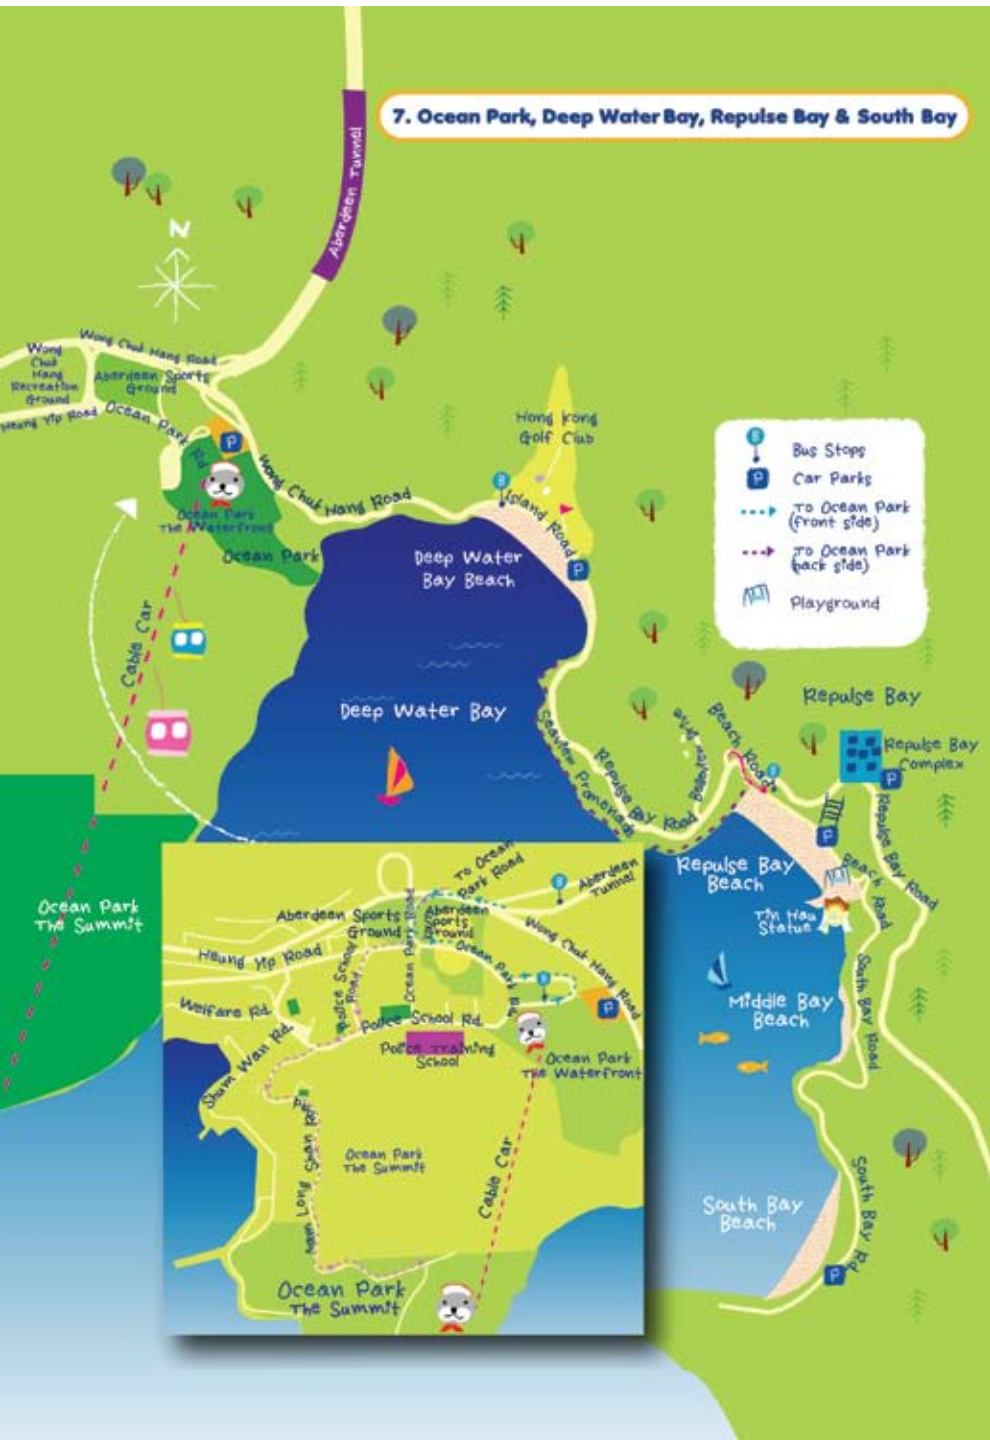 7. Ocean Park, Deep Water Bay, Repulse Bay & South Bay
Aberdeen Tunnel
N
Wong Chuk Hang Road
Wong
Chuk
Hang
Recreation
Ground
Aberdeen Sports
Ground
Heung Yip Road
Ocean Park Rd
P
Ocean Park
The Waterfront
Ocean Park
Wong Chuk Hang Road
Hong Kong
Golf Club
B
Island Road
P
Deep Water
Bay Beach
B
Bus Stops
P
Car Parks
To Ocean Park
(front side)
To Ocean Park
(back side)
Playground
Cable Car
Deep Water Bay
Seaview Promenade
Repulse Bay Road
Beach Road
B
Repulse Bay
Repulse Bay
Complex
P
P
Repulse Bay Road
Beach Road
Repulse Bay
Beach
Tin Hau
Statue
Middle Bay
Beach
South Bay Road
South Bay
Beach
South Bay Rd
P
Ocean Park
The Summit
To Ocean
Park Road
B
Aberdeen
Tunnel
Aberdeen Sports
Ground
Aberdeen
Sports
Ground
Wong Chuk Hang Road
Heung Yip Road
Police School
Road
Ocean Park Road
Ocean Park Rd
B
P
Welfare Rd.
Police School Rd.
Police Training
School
Shum Wan Rd.
Ocean Park
The Waterfront
Nam Long Shan Rd
Ocean Park
The Summit
Cable Car
Ocean Park
The Summit